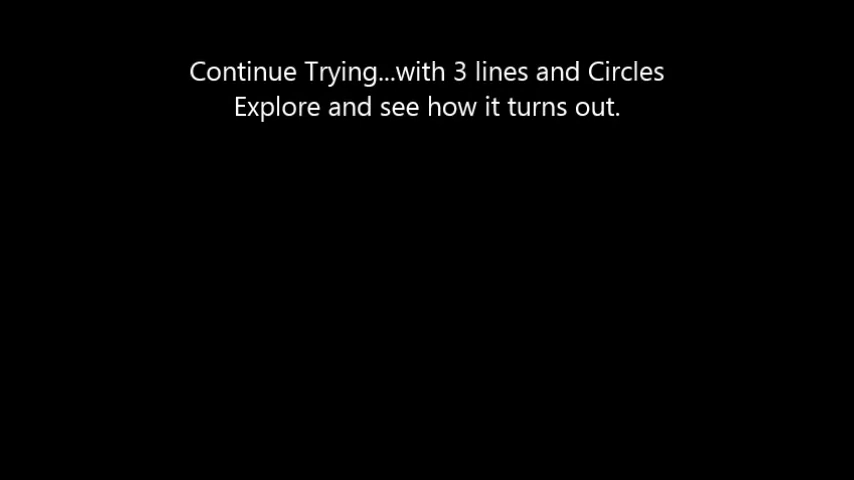 Continue Trying...with 3 lines and Circles
Explore and see how it turns out.